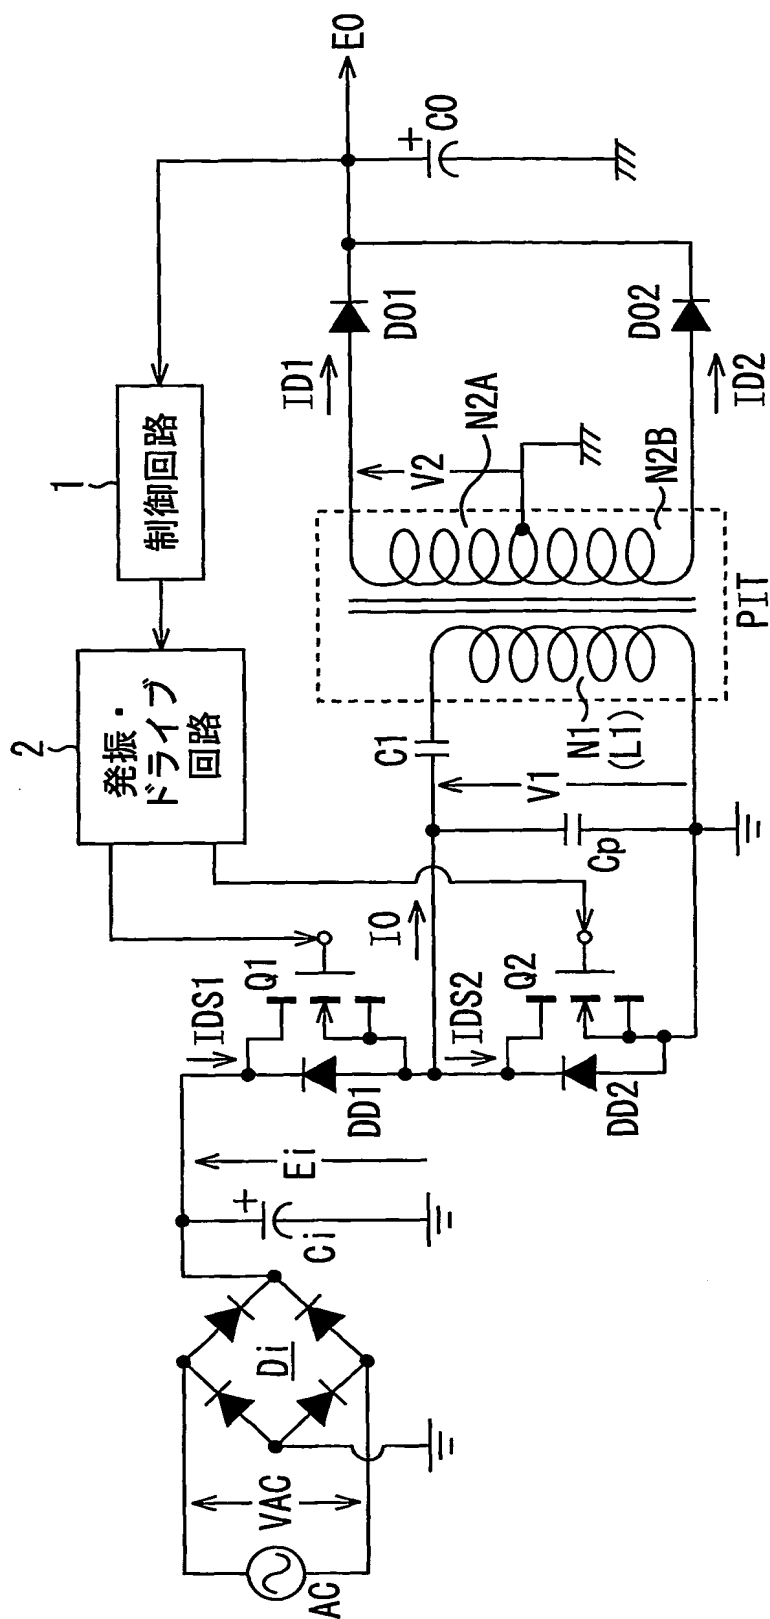 AC
VAC
Di
Ci
Ei
DD1
DD2
IDS1
IDS2
Q1
Q2
IO
2
発振・
ドライブ
回路
1
制御回路
Cp
C1
V1
N1
(L1)
PIT
V2
N2A
N2B
ID1
ID2
DO1
DO2
+
CO
EO
+